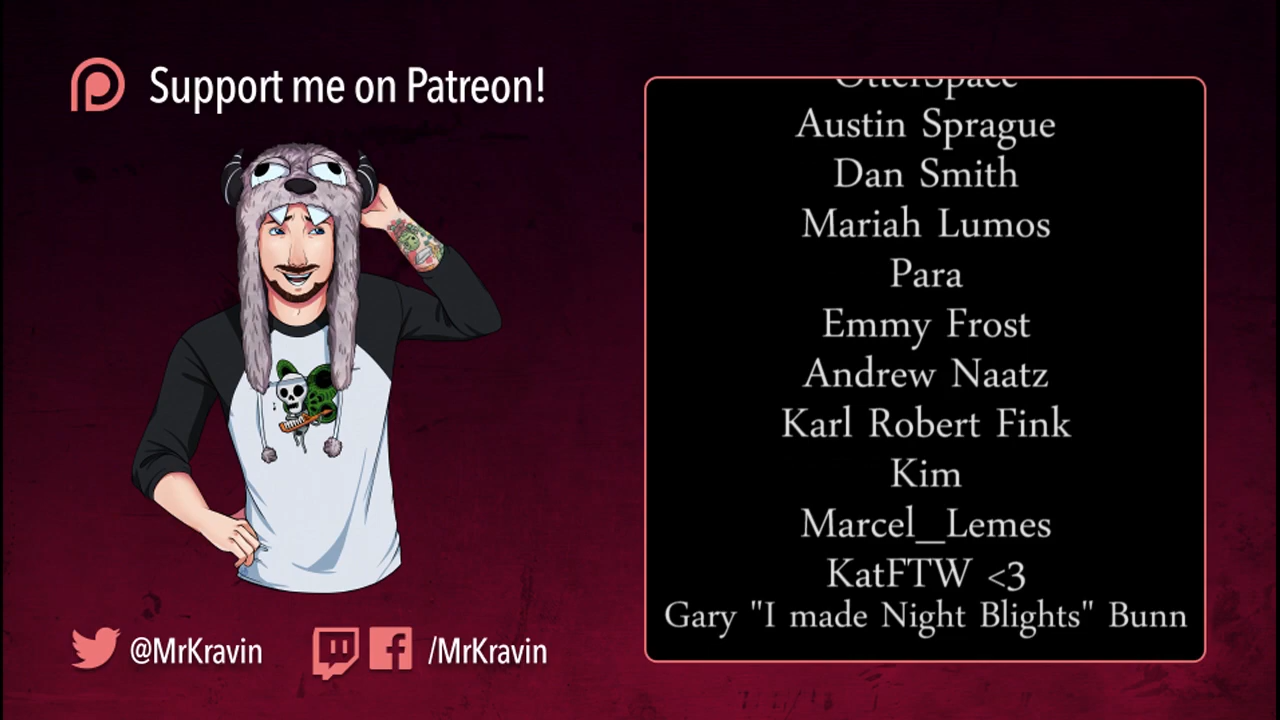 Support me on Patreon!
OtterSpace
Austin Sprague
Dan Smith
Mariah Lumos
Para
Emmy Frost
Andrew Naatz
Karl Robert Fink
Kim
Marcel_Lemes
KatFTW <3
Gary "I made Night Blights" Bunn
@MrKravin
/MrKravin